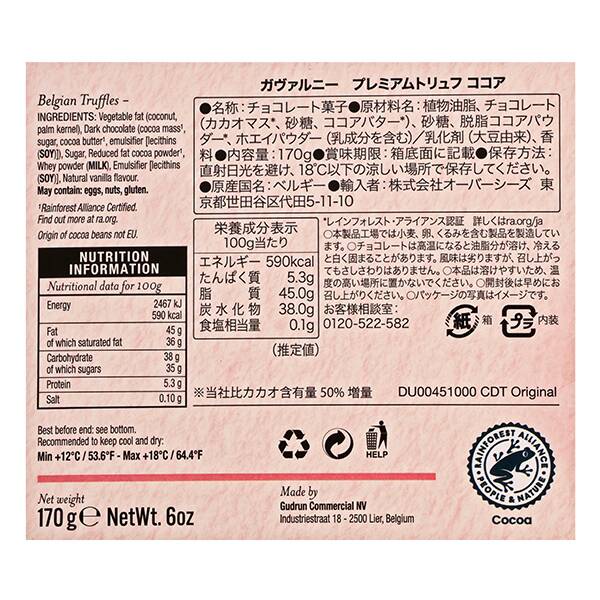 Belgian Truffles –
INGREDIENTS: Vegetable fat (coconut,
palm kernel), Dark chocolate (cocoa mass¹,
sugar, cocoa butter¹, emulsifier [lecithins
(SOY)]), Sugar, Reduced fat cocoa powder¹,
Whey powder (MILK), Emulsifier [lecithins
(SOY)], Natural vanilla flavour.
May contain: eggs, nuts, gluten.
¹Rainforest Alliance Certified.
Find out more at ra.org.
Origin of cocoa beans not EU.
NUTRITION
INFORMATION
Nutritional data for 100g
Energy 2467 kJ
590 kcal
Fat 45 g
of which saturated fat 36 g
Carbohydrate 38 g
of which sugars 35 g
Protein 5.3 g
Salt 0.10 g
Best before end: see bottom.
Recommended to keep cool and dry:
Min +12°C / 53.6°F - Max +18°C / 64.4°F
Net weight
170 g e NetWt. 6oz
ガヴァルニー プレミアムトリュフ ココア
●名称：チョコレート菓子●原材料名：植物油脂、チョコレート
(カカオマス*、砂糖、ココアバター*)、砂糖、脱脂ココアパウ
ダー*、ホエイパウダー(乳成分を含む)/乳化剤(大豆由来)、香
料●内容量：170g●賞味期限：箱底面に記載●保存方法：
直射日光を避け、18℃以下の涼しい場所で保存してください。
●原産国名：ベルギー●輸入者：株式会社オーバーシーズ 東
京都世田谷区代田5-11-10
栄養成分表示
100g当たり
エネルギー 590kcal
たんぱく質 5.3g
脂 質 45.0g
炭水化物 38.0g
食塩相当量 0.1g
(推定値)
*レインフォレスト・アライアンス認証 詳しくはra.org/ja
○本製品工場では小麦、卵、くるみを含む製品を製造してい
ます。○チョコレートは高温になると油脂分が溶け、冷える
と白く固まることがあります。風味は劣りますが、召し上がっ
てもさしさわりはありません。○本品は溶けやすいため、温
度の高い場所に置かないでください。○開封後は早めにお
召し上がりください。○パッケージの写真はイメージです。
お客様相談室：
0120-522-582
紙 箱 プラ 内装
※当社比カカオ含有量 50% 増量
DU00451000 CDT Original
HELP
Made by
Gudrun Commercial NV
Industriestraat 18 - 2500 Lier, Belgium
RAINFOREST ALLIANCE
PEOPLE & NATURE
Cocoa